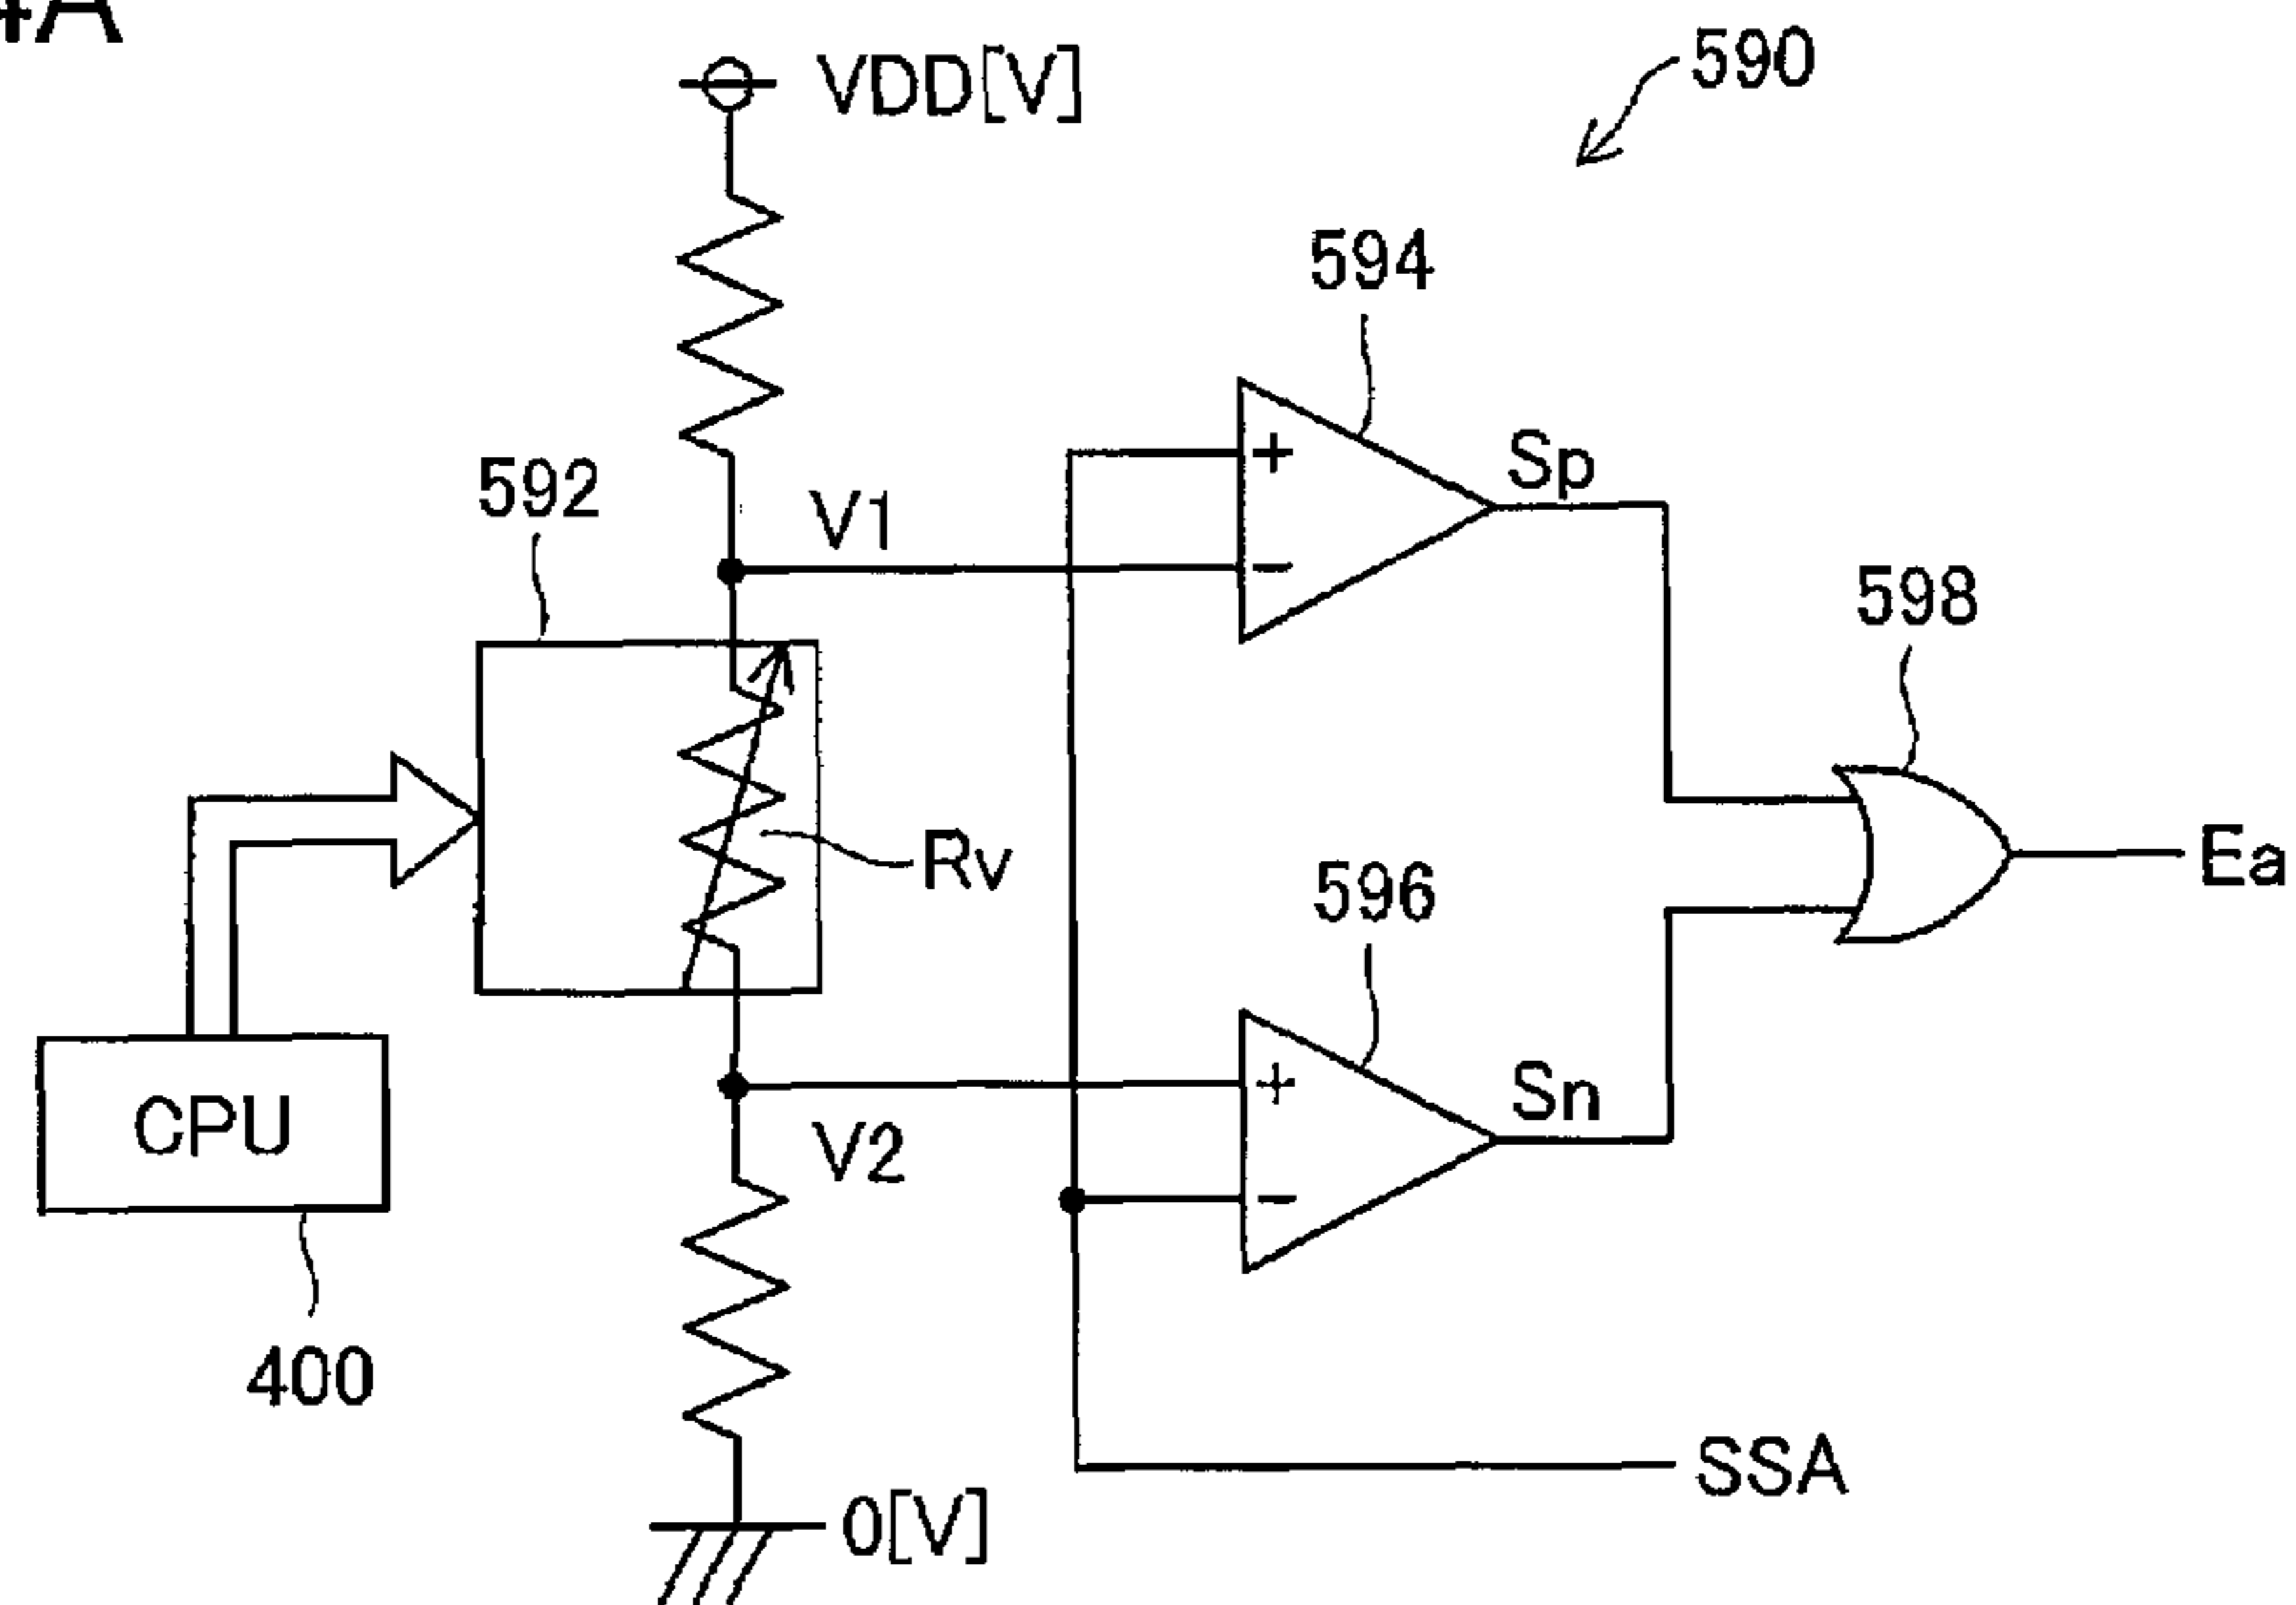 4A
VDD[V]
590
594
Sp
592
V1
+
−
598
Rv
596
Ea
CPU
V2
+
−
Sn
400
SSA
0[V]